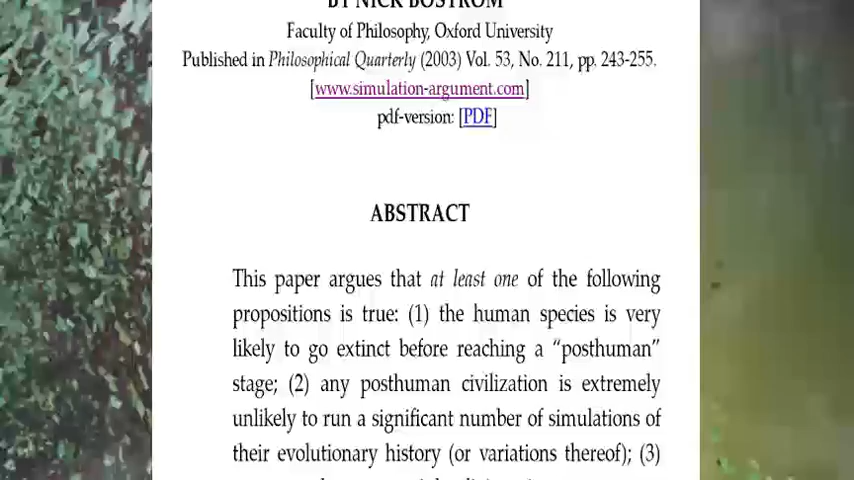 BY NICK BOSTROM
Faculty of Philosophy, Oxford University
Published in Philosophical Quarterly (2003) Vol. 53, No. 211, pp. 243-255.
[www.simulation-argument.com]
pdf-version: [PDF]
ABSTRACT
This paper argues that at least one of the following
propositions is true: (1) the human species is very
likely to go extinct before reaching a “posthuman”
stage; (2) any posthuman civilization is extremely
unlikely to run a significant number of simulations of
their evolutionary history (or variations thereof); (3)